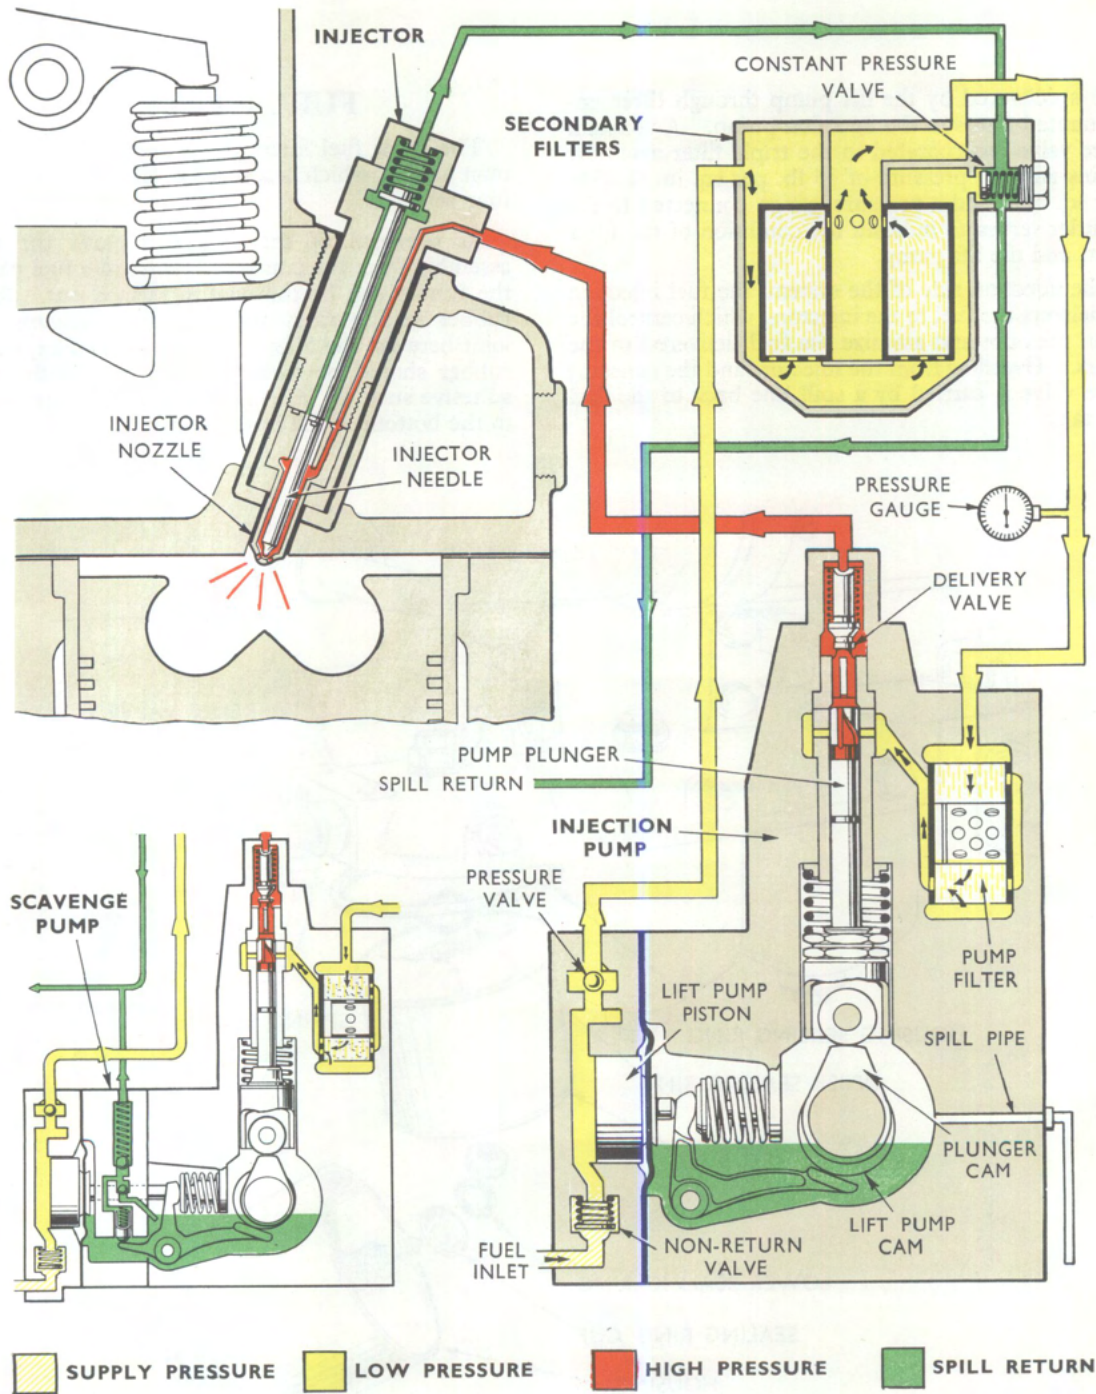 INJECTOR
CONSTANT PRESSURE
VALVE
SECONDARY
FILTERS
INJECTOR
NOZZLE
INJECTOR
NEEDLE
PRESSURE
GAUGE
DELIVERY
VALVE
PUMP PLUNGER
SPILL RETURN
INJECTION
PUMP
SCAVENGE
PUMP
PRESSURE
VALVE
PUMP
FILTER
LIFT PUMP
PISTON
SPILL PIPE
PLUNGER
CAM
LIFT PUMP
CAM
FUEL
INLET
NON-RETURN
VALVE
SUPPLY PRESSURE
LOW PRESSURE
HIGH PRESSURE
SPILL RETURN